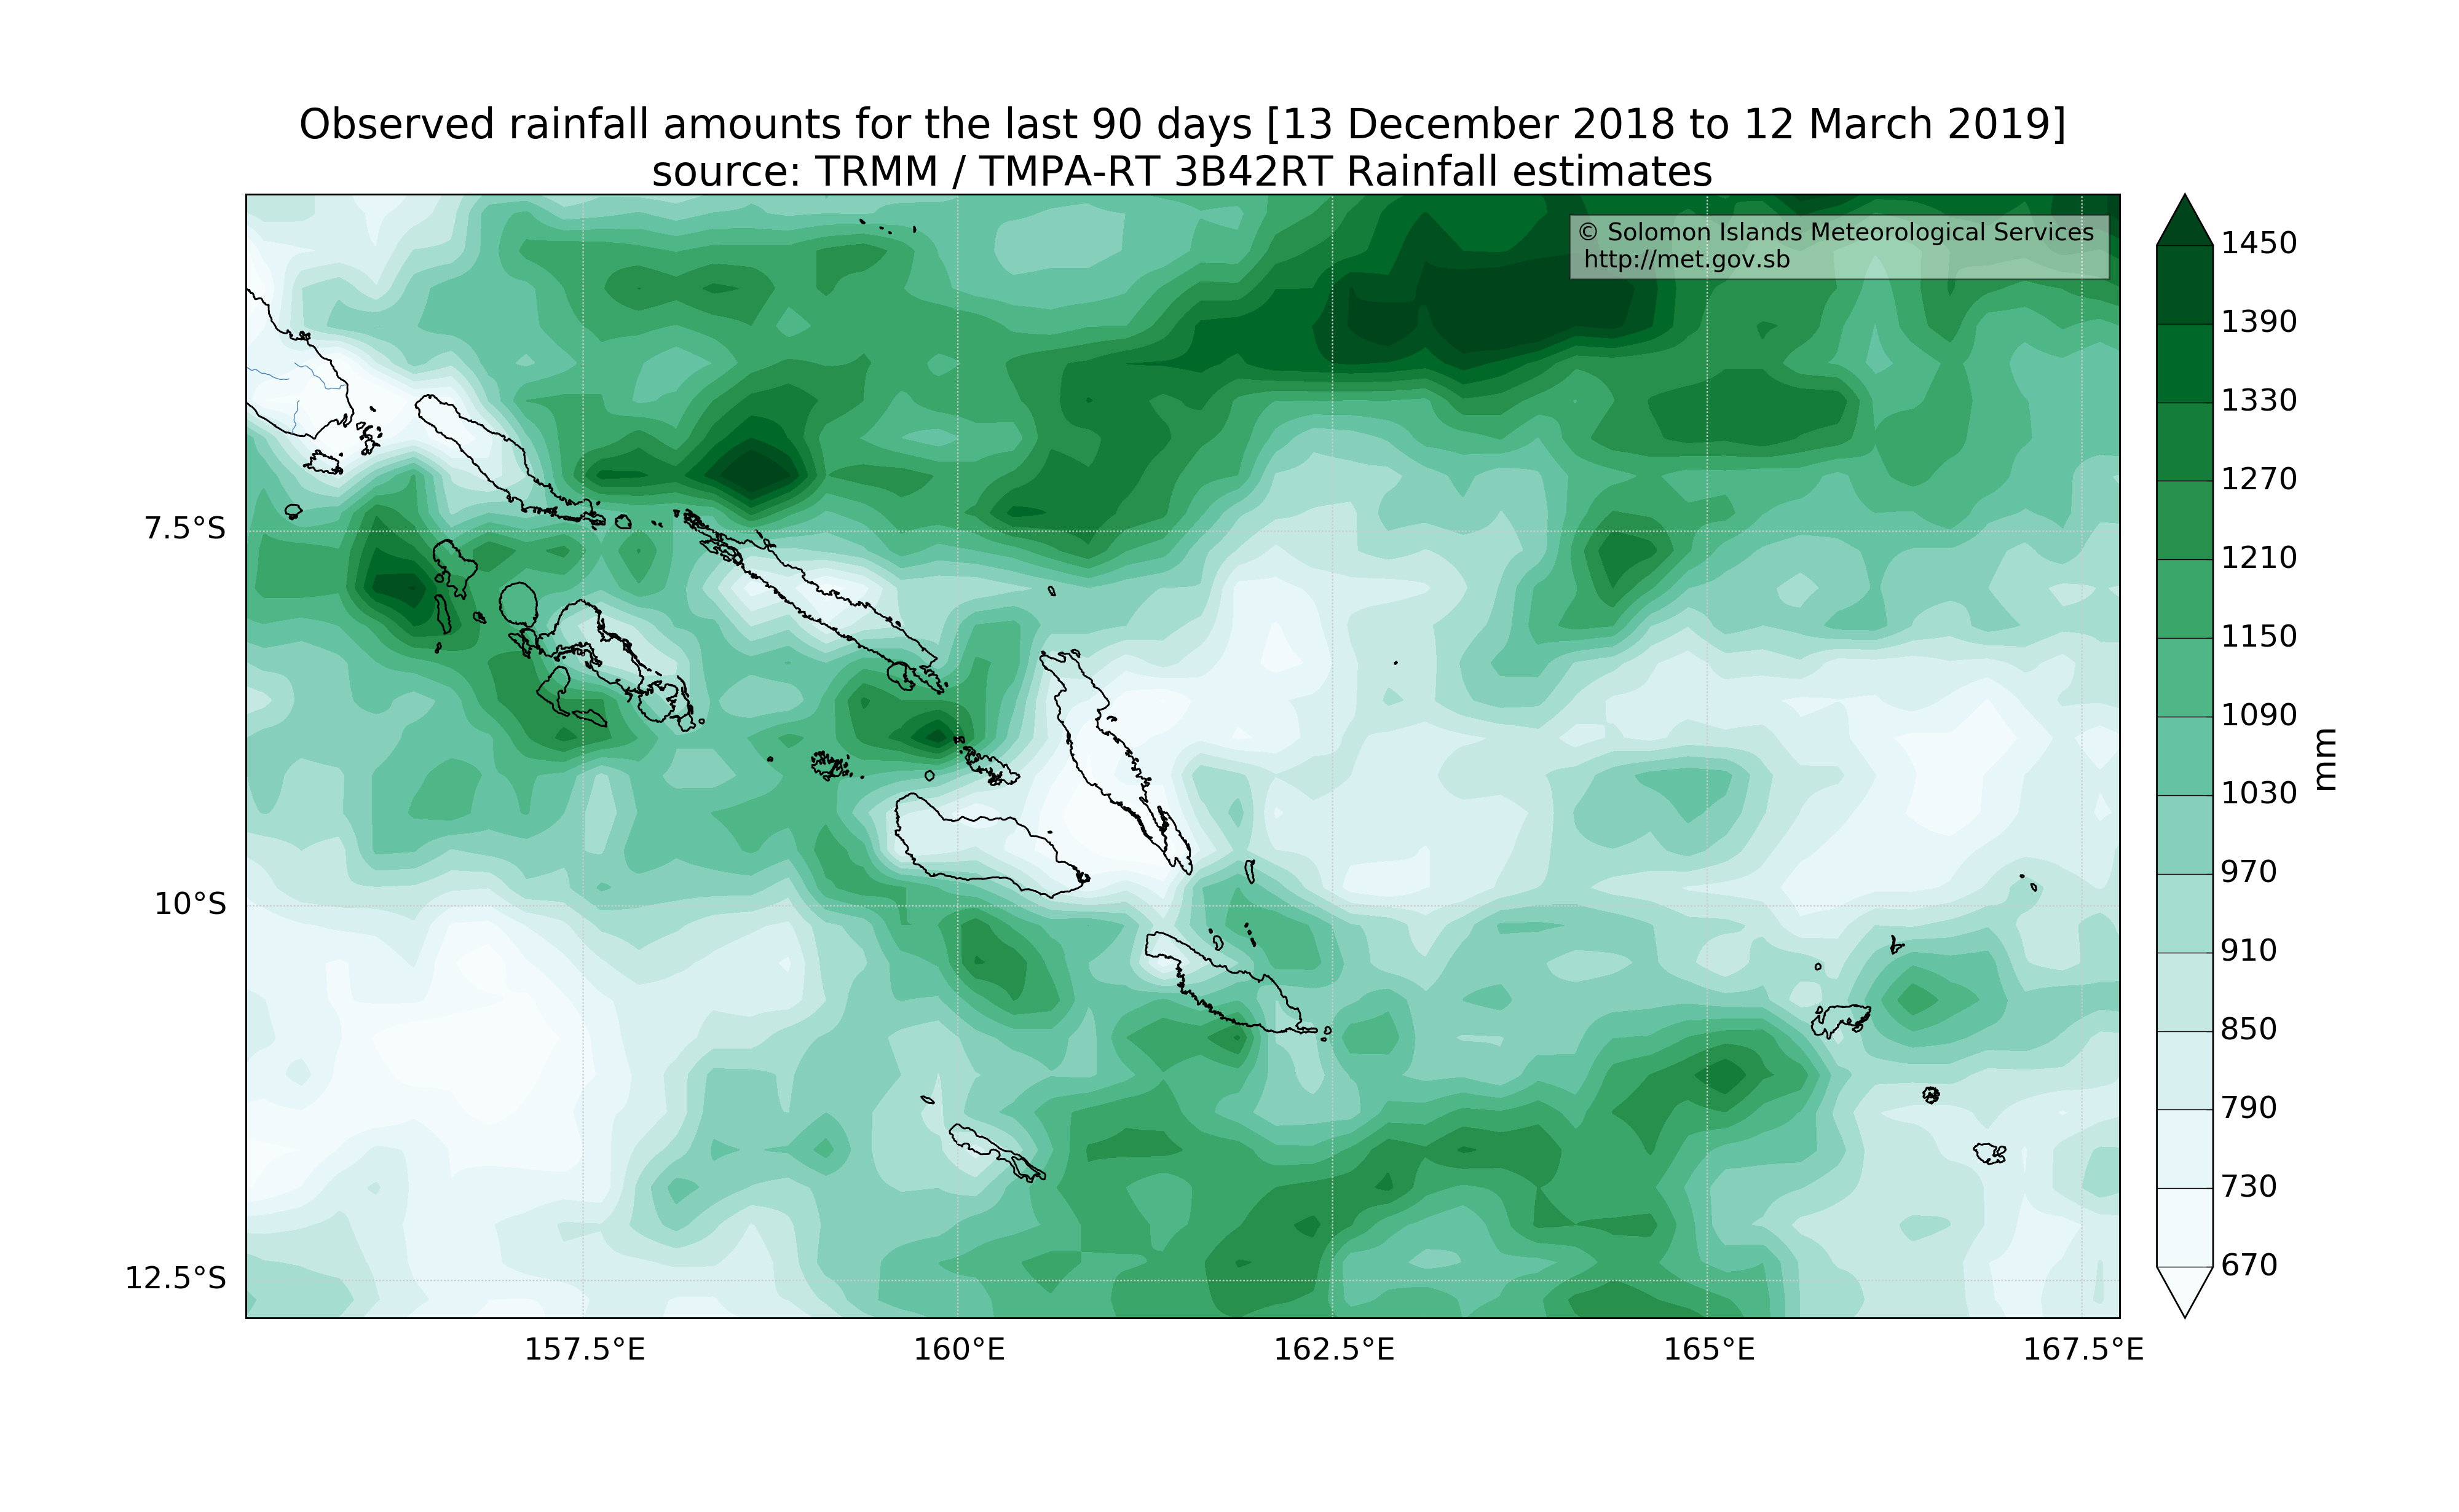 Observed rainfall amounts for the last 90 days [13 December 2018 to 12 March 2019]
source: TRMM / TMPA-RT 3B42RT Rainfall estimates
© Solomon Islands Meteorological Services
http://met.gov.sb
7.5°S
10°S
12.5°S
157.5°E
160°E
162.5°E
165°E
167.5°E
1450
1390
1330
1270
1210
1150
1090
1030
970
910
850
790
730
670
mm